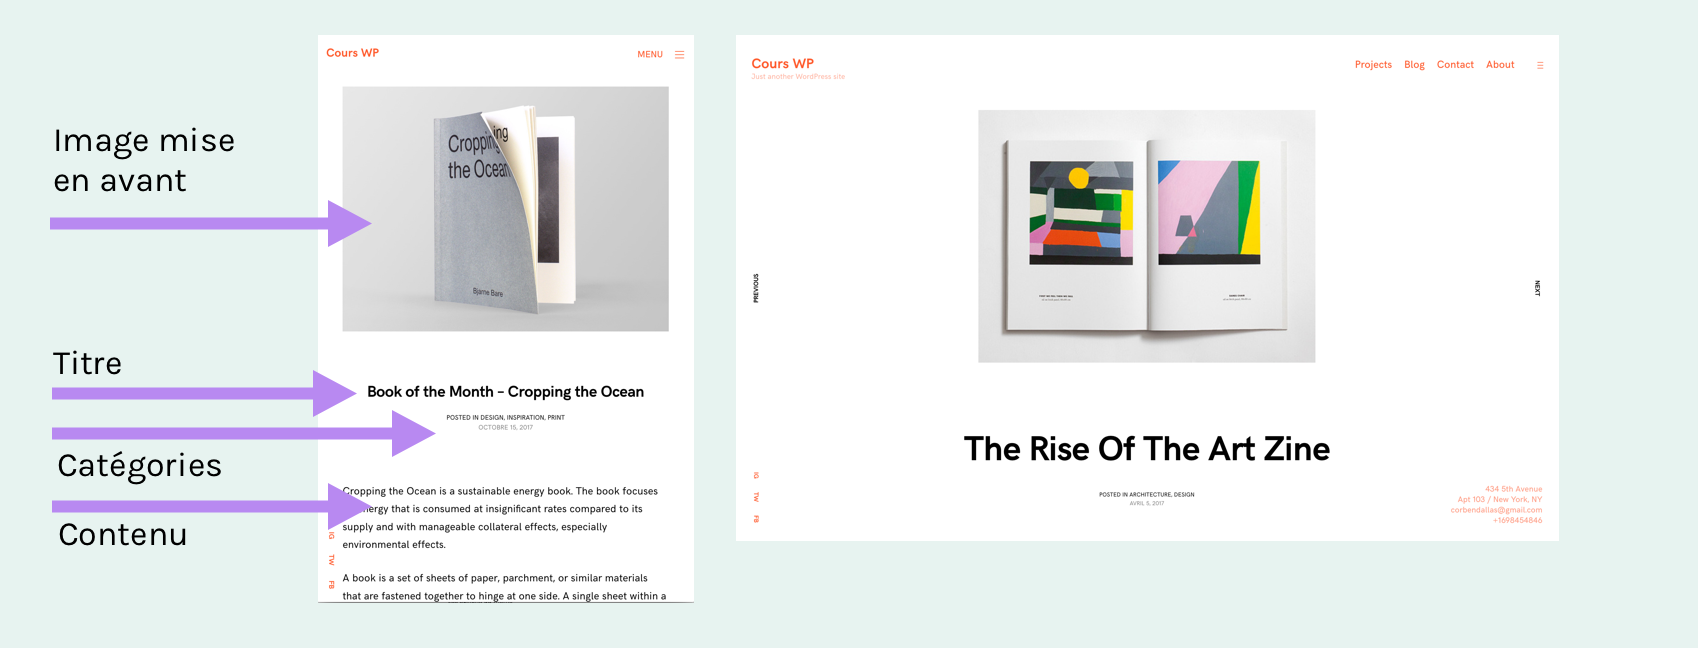 Image mise
en avant
Titre
Catégories
Contenu
Cours WP
MENU
Cropping
the Ocean
Bjarne Bare
Book of the Month – Cropping the Ocean
POSTED IN DESIGN, INSPIRATION, PRINT
OCTOBRE 15, 2017
Cropping the Ocean is a sustainable energy book. The book focuses
energy that is consumed at insignificant rates compared to its
supply and with manageable collateral effects, especially
environmental effects.
A book is a set of sheets of paper, parchment, or similar materials
that are fastened together to hinge at one side. A single sheet within a
IG
TW
FB
Cours WP
Just another WordPress site
Projects Blog Contact About
PREVIOUS
NEXT
The Rise Of The Art Zine
POSTED IN ARCHITECTURE, DESIGN
AVRIL 5, 2017
IG
TW
FB
434 5th Avenue
Apt 103 / New York, NY
corbendallas@gmail.com
+1698454846